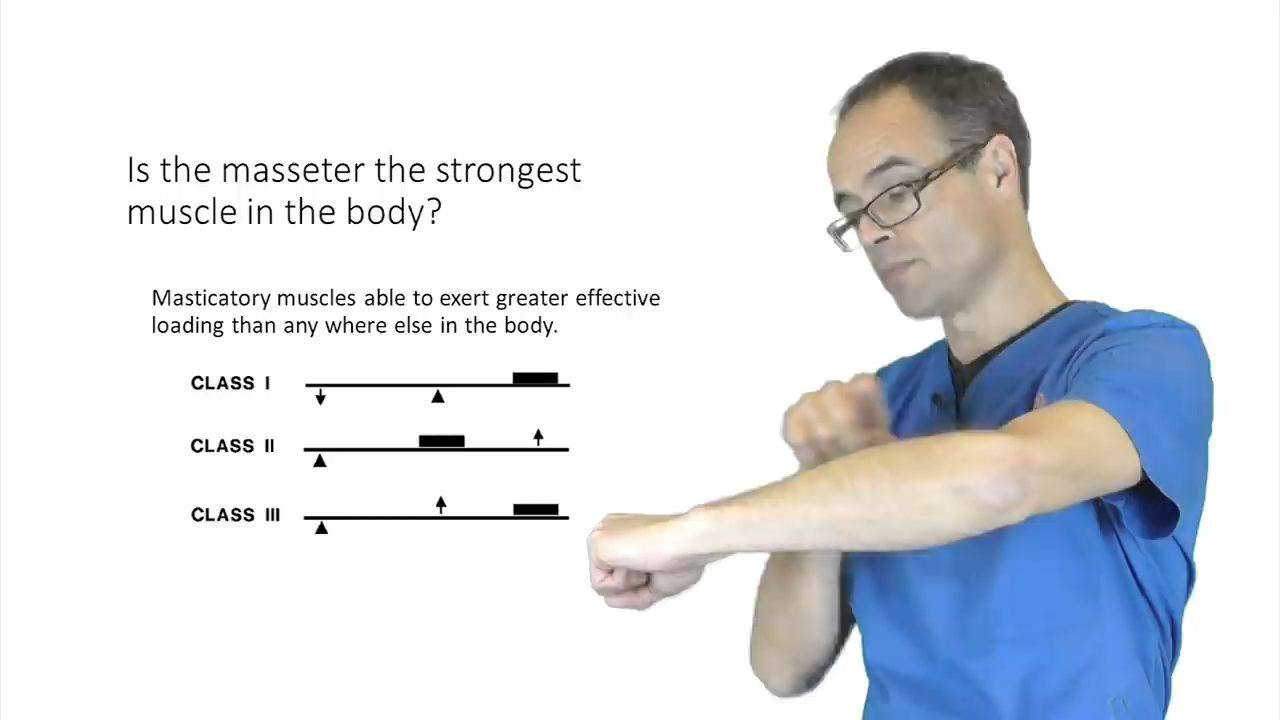 Is the masseter the strongest
muscle in the body?
Masticatory muscles able to exert greater effective
loading than any where else in the body.
CLASS I
CLASS II
CLASS III